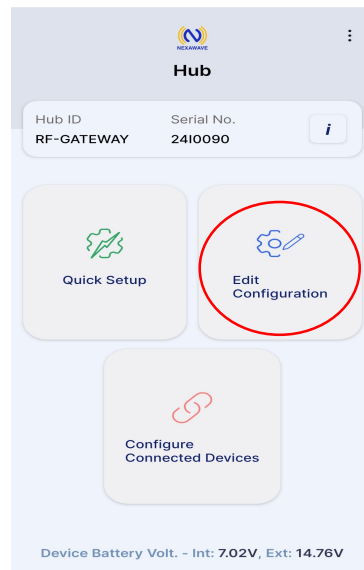 NEXAWAVE
Hub
Hub ID Serial No.
RF-GATEWAY 24I0090
i
Quick Setup
Edit
Configuration
Configure
Connected Devices
Device Battery Volt. - Int: 7.02V, Ext: 14.76V